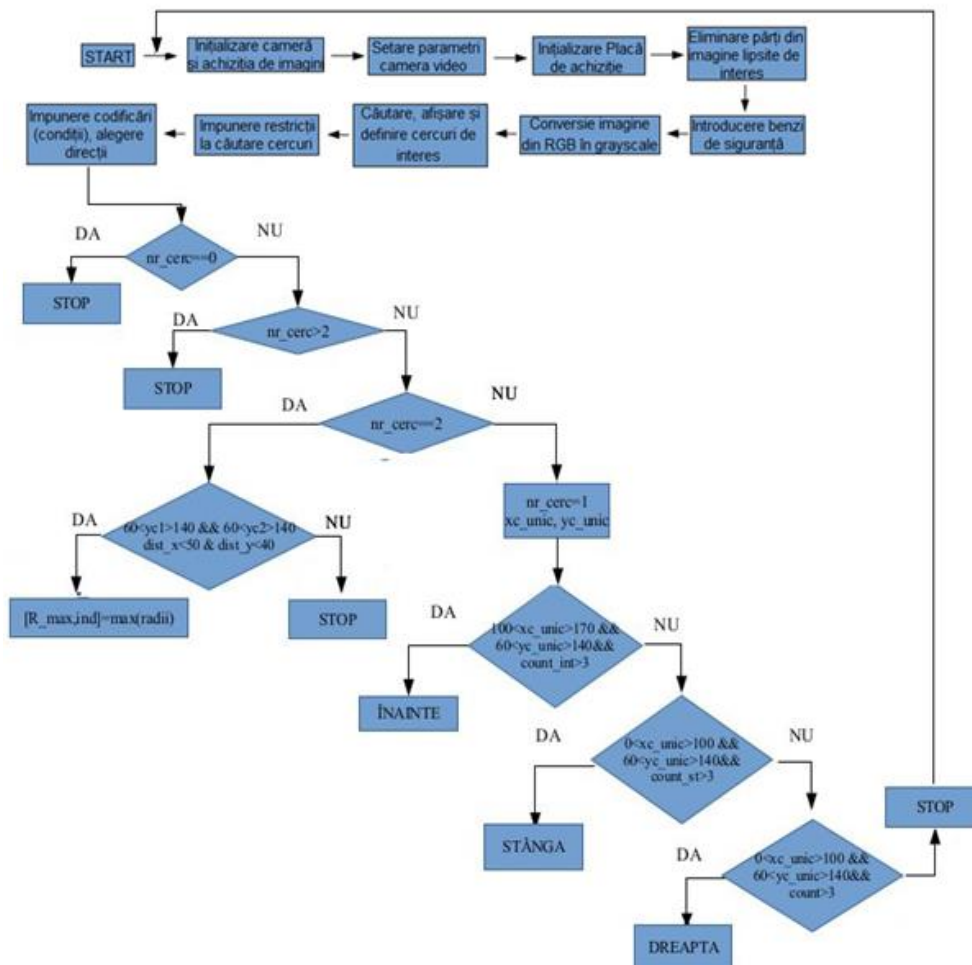 START
Inițializare cameră
și achiziția de imagini
Setare parametri
camera video
Inițializare Placă
de achiziție
Eliminare părți din
imagine lipsite de
interes
Impunere codificări
(condiții), alegere
direcții
Impunere restricții
la căutare cercuri
Căutare, afișare și
definire cercuri de
interes
Conversie imagine
din RGB în grayscale
Introducere benzi
de siguranță
DA
NU
nr_cerc==0
STOP
DA
NU
nr_cerc>2
STOP
DA
NU
nr_cerc==2
DA
60<yc1>140 && 60<yc2>140
dist_x<50 & dist_y<40
NU
[R_max,ind]=max(radii)
STOP
nr_cerc=1
xc_unic, yc_unic
DA
NU
100<xc_unic>170 &&
60<yc_unic>140&&
count_int>3
ÎNAINTE
DA
NU
0<xc_unic>100 &&
60<yc_unic>140&&
count_st>3
STÂNGA
STOP
DA
0<xc_unic>100 &&
60<yc_unic>140&&
count>3
DREAPTA